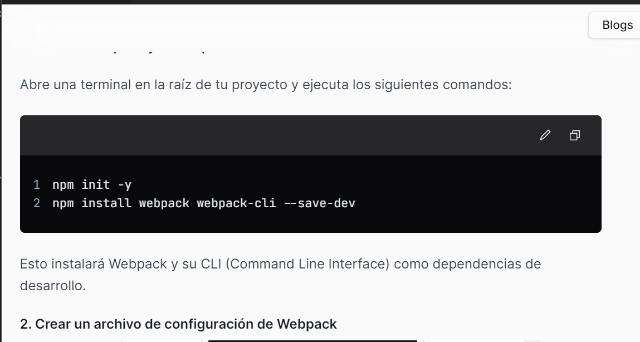 Blogs
Abre una terminal en la raíz de tu proyecto y ejecuta los siguientes comandos:
1 npm init -y
2 npm install webpack webpack-cli --save-dev
Esto instalará Webpack y su CLI (Command Line Interface) como dependencias de
desarrollo.
2. Crear un archivo de configuración de Webpack